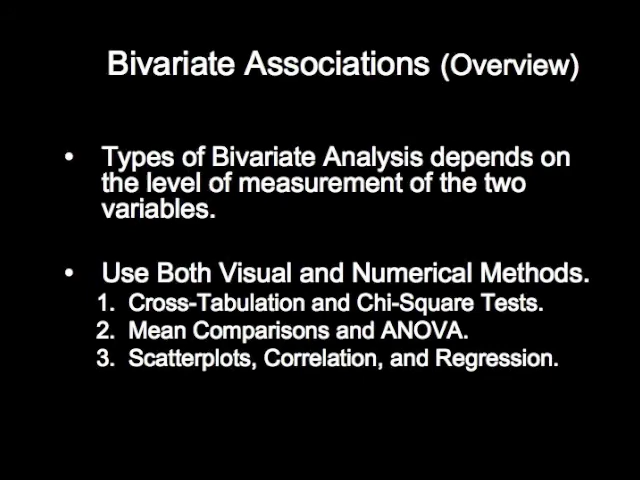 Bivariate Associations (Overview)
• Types of Bivariate Analysis depends on
the level of measurement of the two
variables.
• Use Both Visual and Numerical Methods.
1. Cross-Tabulation and Chi-Square Tests.
2. Mean Comparisons and ANOVA.
3. Scatterplots, Correlation, and Regression.